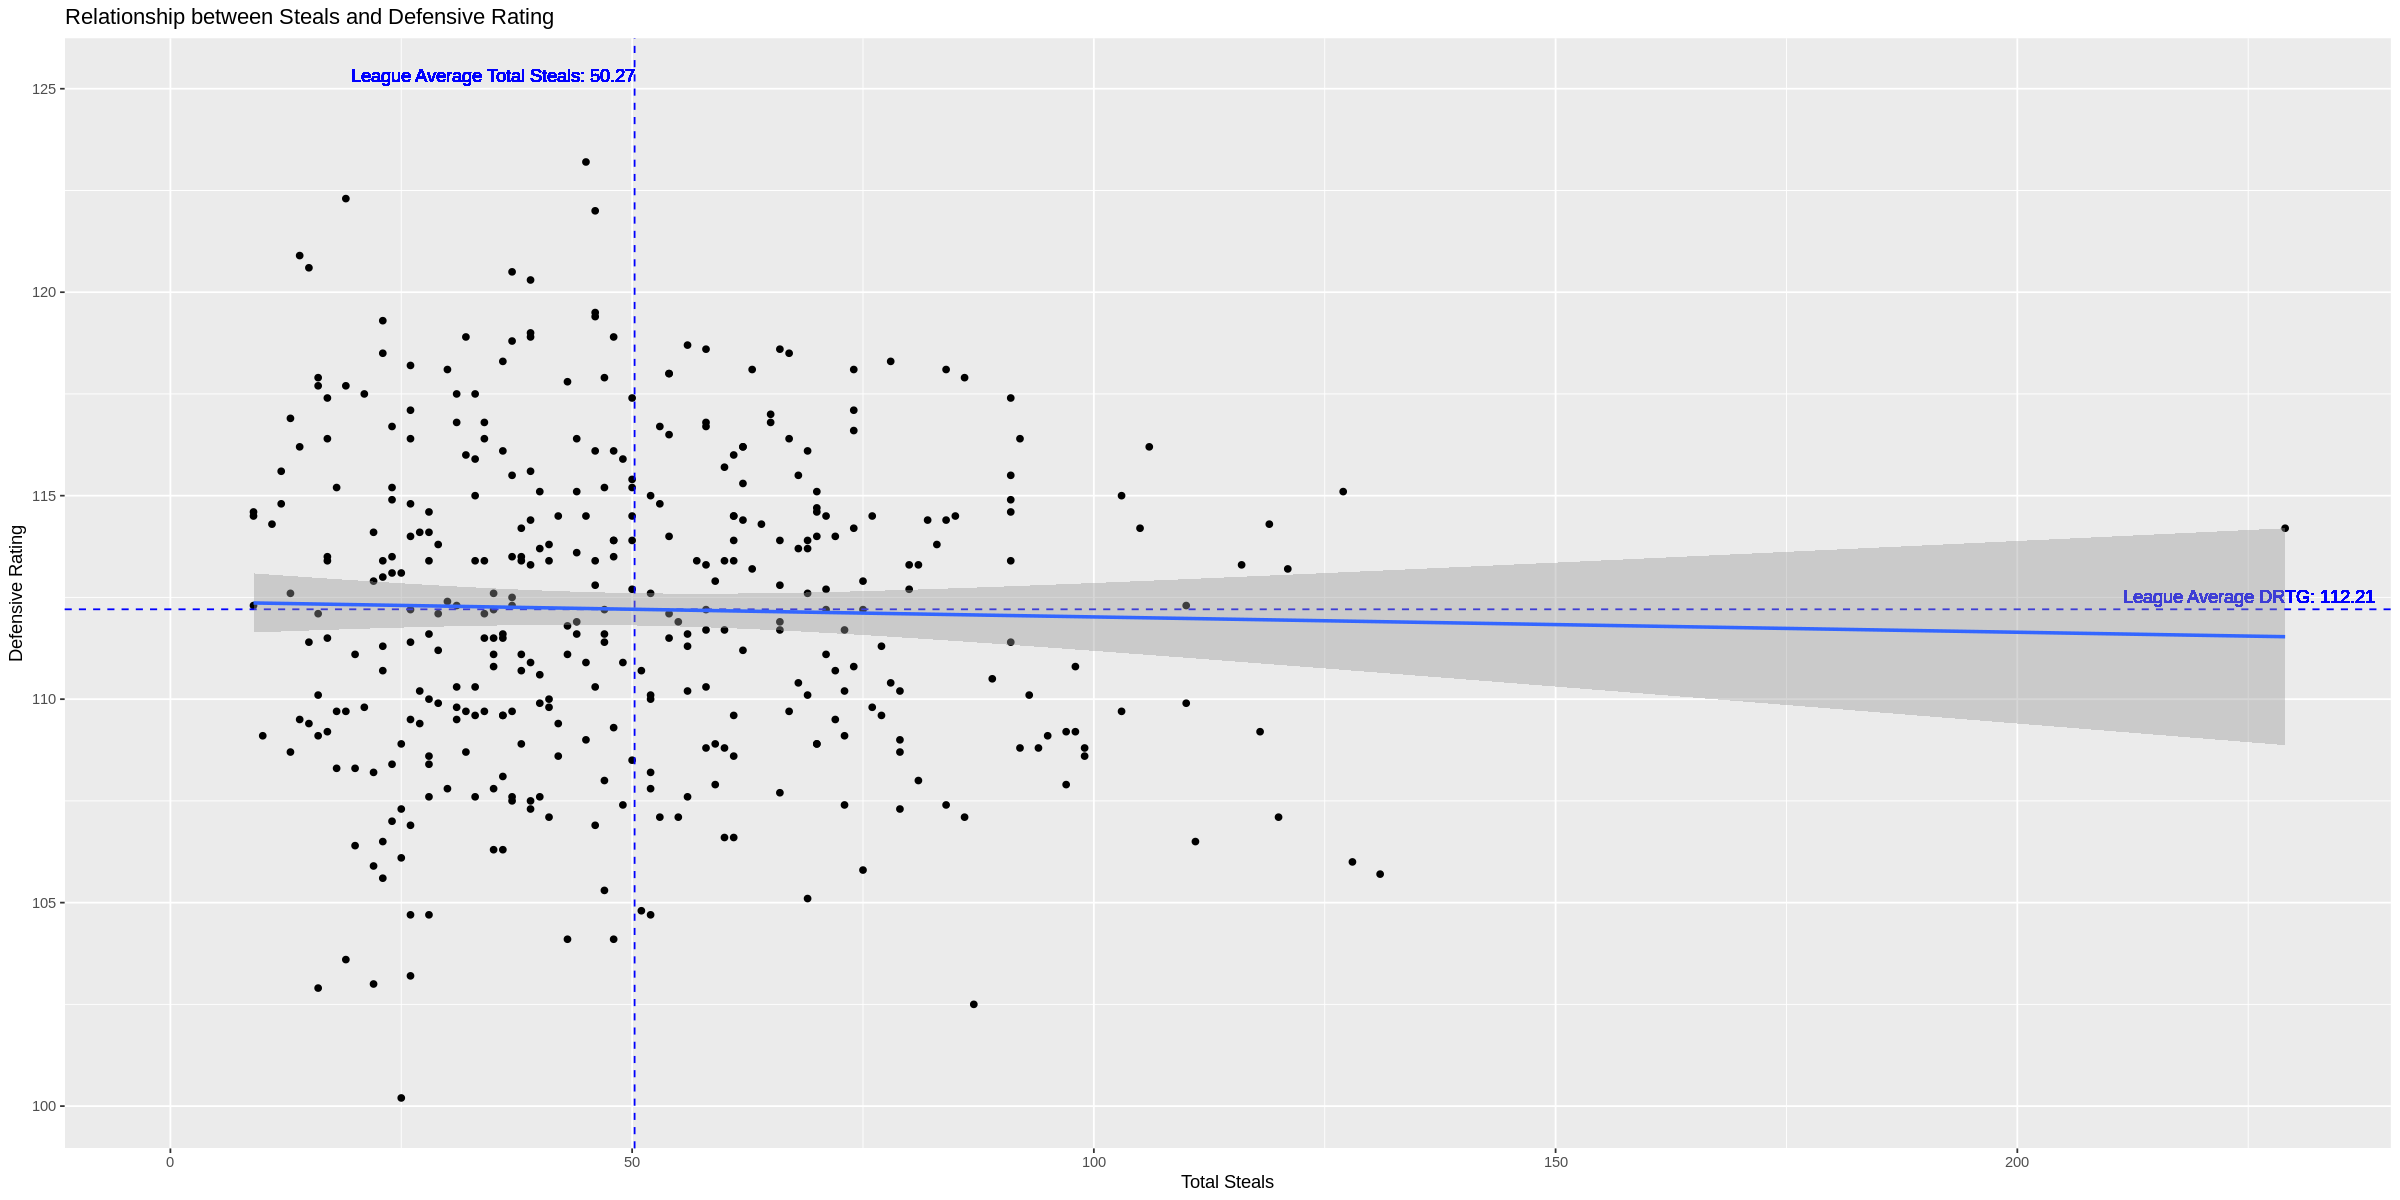 Relationship between Steals and Defensive Rating
League Average Total Steals: 50.27
125
120
115
110
105
100
Defensive Rating
League Average DRTG: 112.21
0
50
100
150
200
Total Steals